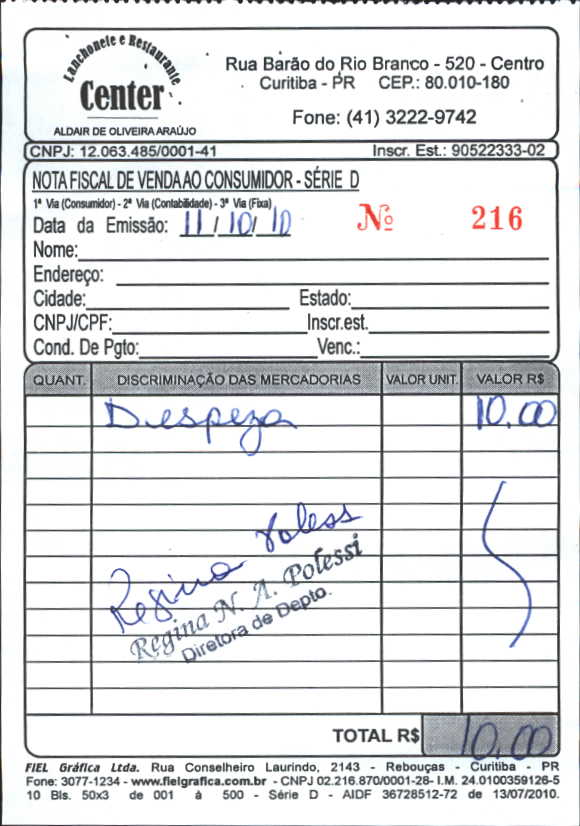 Lanchonete e Restaurante
Center
ALDAIR DE OLIVEIRA ARAÚJO
Rua Barão do Rio Branco - 520 - Centro
Curitiba - PR CEP.: 80.010-180
Fone: (41) 3222-9742
CNPJ: 12.063.485/0001-41 Inscr. Est.: 90522333-02
NOTA FISCAL DE VENDA AO CONSUMIDOR - SÉRIE D
1ª Via (Consumidor) - 2ª Via (Contabilidade) - 3ª Via (Fixa)
Data da Emissão: 11/10/10 Nº 216
Nome:
Endereço:
Cidade: Estado:
CNPJ/CPF: Inscr.est.
Cond. De Pgto: Venc.:
QUANT. DISCRIMINAÇÃO DAS MERCADORIAS VALOR UNIT. VALOR R$
Despeza 10,00
Regina Poless
Regina N. A. Polessi
Diretora de Depto.
TOTAL R$ 10,00
FIEL Gráfica Ltda. Rua Conselheiro Laurindo, 2143 - Rebouças - Curitiba - PR
Fone: 3077-1234 - www.fielgrafica.com.br - CNPJ 02.216.870/0001-28- I.M. 24.0100359126-5
10 Bls. 50x3 de 001 à 500 - Série D - AIDF 36728512-72 de 13/07/2010.